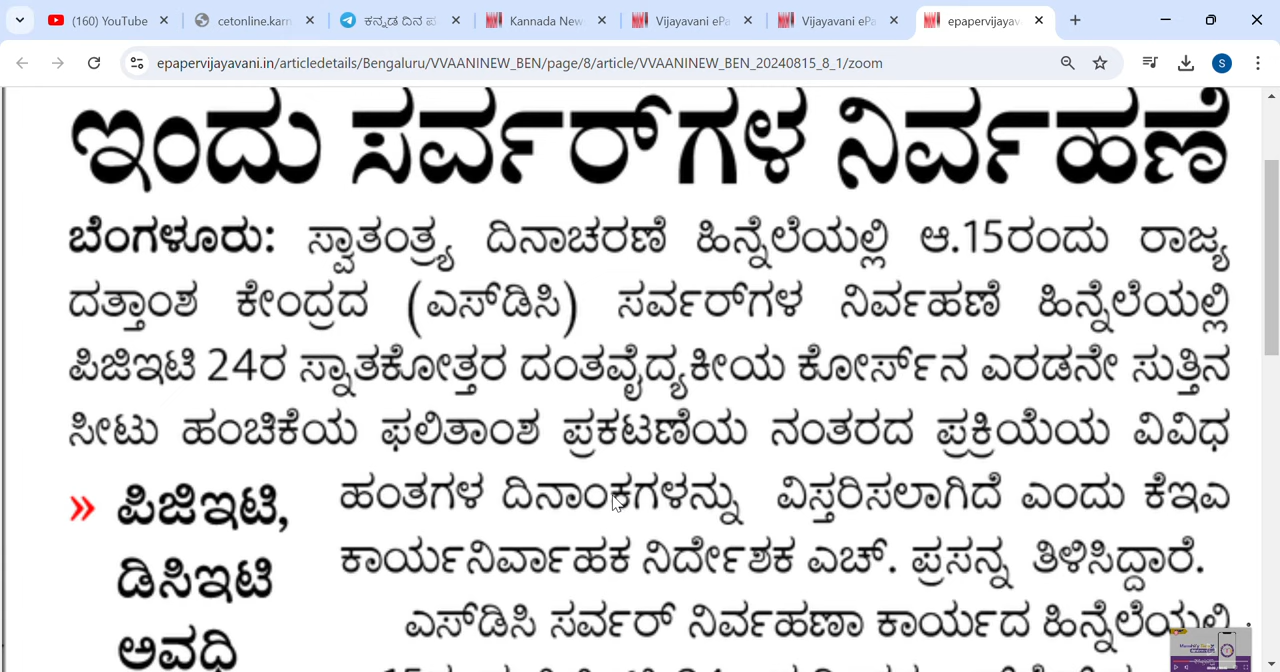 (160) YouTube
cetonline.karn
ಕನ್ನಡ ದಿನ ಪ
Kannada New
Vijayavani ePa
Vijayavani ePa
epapervijayav
epapervijayavani.in/articledetails/Bengaluru/VVAANINEW_BEN/page/8/article/VVAANINEW_BEN_20240815_8_1/zoom
S
ಇಂದು ಸರ್ವರ್‌ಗಳ ನಿರ್ವಹಣೆ
ಬೆಂಗಳೂರು: ಸ್ವಾತಂತ್ರ್ಯ ದಿನಾಚರಣೆ ಹಿನ್ನೆಲೆಯಲ್ಲಿ ಆ.15ರಂದು ರಾಜ್ಯ
ದತ್ತಾಂಶ ಕೇಂದ್ರದ (ಎಸ್‌ಡಿಸಿ) ಸರ್ವರ್‌ಗಳ ನಿರ್ವಹಣೆ ಹಿನ್ನೆಲೆಯಲ್ಲಿ
ಪಿಜಿಇಟಿ 24ರ ಸ್ನಾತಕೋತ್ತರ ದಂತವೈದ್ಯಕೀಯ ಕೋರ್ಸ್‌ನ ಎರಡನೇ ಸುತ್ತಿನ
ಸೀಟು ಹಂಚಿಕೆಯ ಫಲಿತಾಂಶ ಪ್ರಕಟಣೆಯ ನಂತರದ ಪ್ರಕ್ರಿಯೆಯ ವಿವಿಧ
ಹಂತಗಳ ದಿನಾಂಕಗಳನ್ನು ವಿಸ್ತರಿಸಲಾಗಿದೆ ಎಂದು ಕೆಇಎ
ಕಾರ್ಯನಿರ್ವಾಹಕ ನಿರ್ದೇಶಕ ಎಚ್. ಪ್ರಸನ್ನ ತಿಳಿಸಿದ್ದಾರೆ.
ಎಸ್‌ಡಿಸಿ ಸರ್ವರ್ ನಿರ್ವಹಣಾ ಕಾರ್ಯದ ಹಿನ್ನೆಲೆಯಲ್ಲಿ
» ಪಿಜಿಇಟಿ,
ಡಿಸಿಇಟಿ
ಅವಧಿ